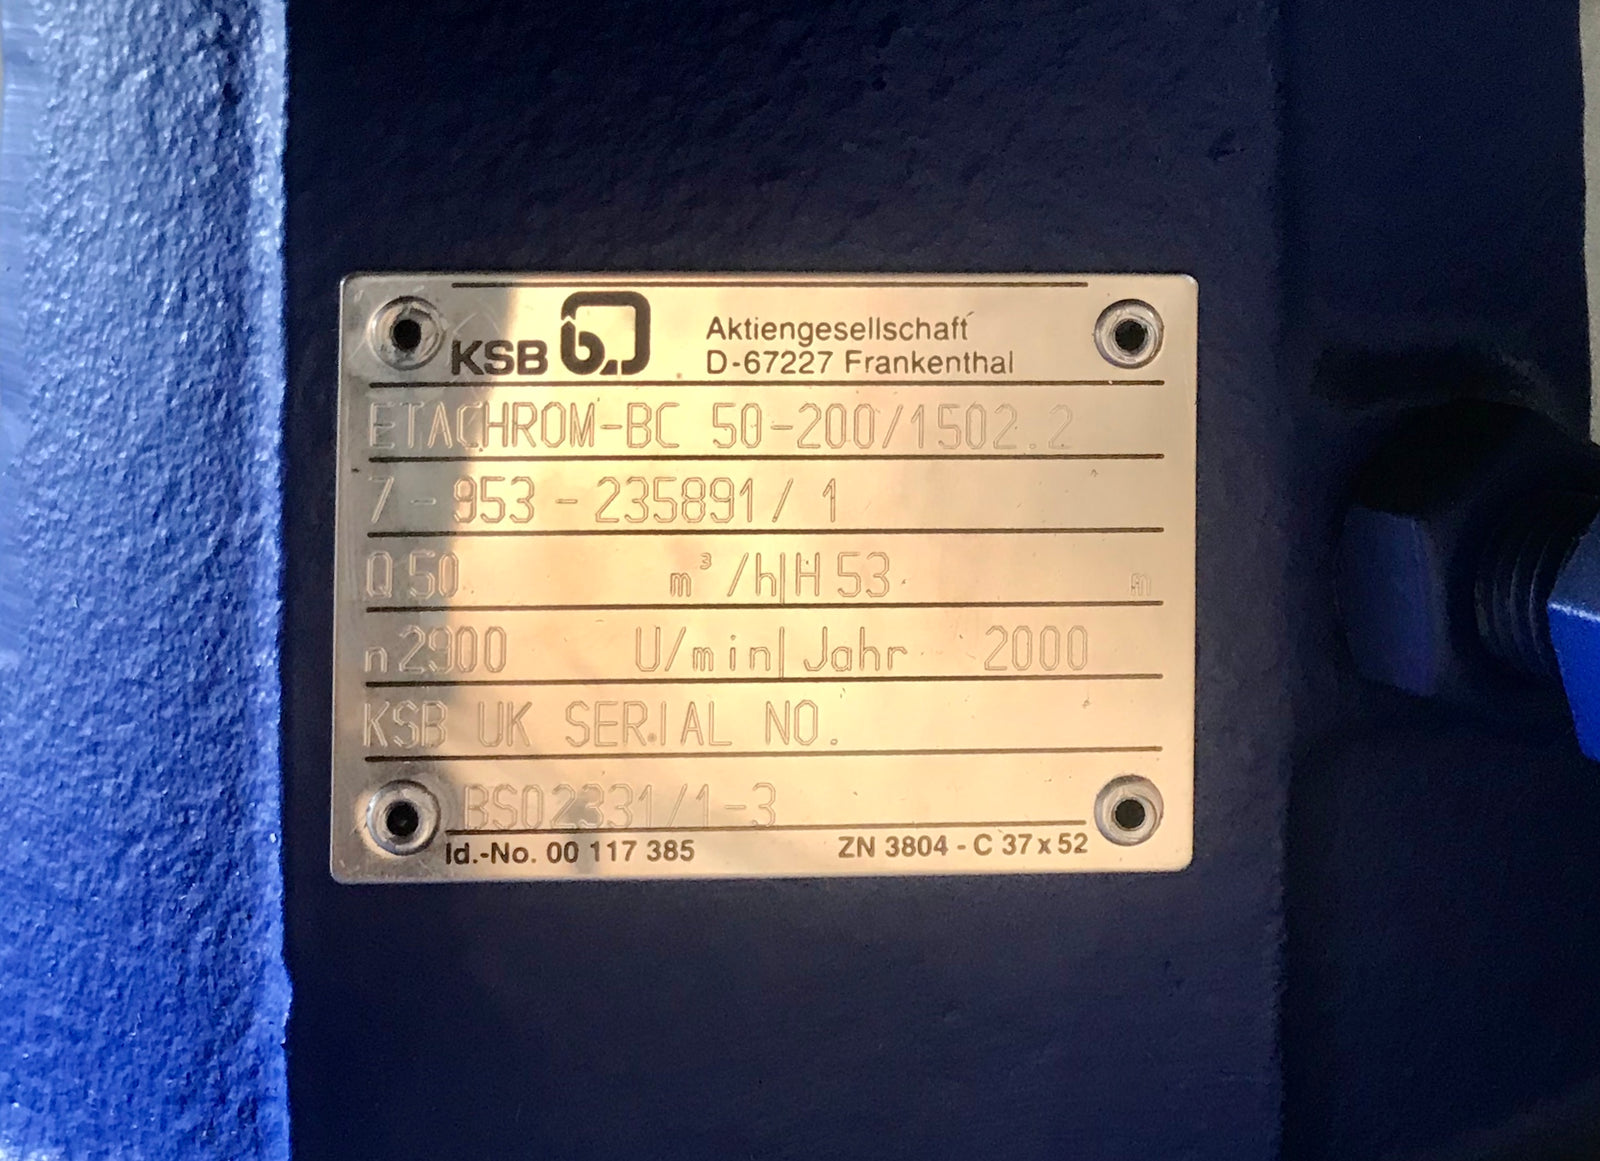 KSB Aktiengesellschaft
D-67227 Frankenthal
ETACHROM-BC 50-200/1502.2
7-953-235891/1
Q 50 m³/h|H 53 m
n 2900 U/min|Jahr 2000
KSB UK SERIAL NO.
BS02331/1-3
Id.-No. 00 117 385 ZN 3804 - C 37 x 52